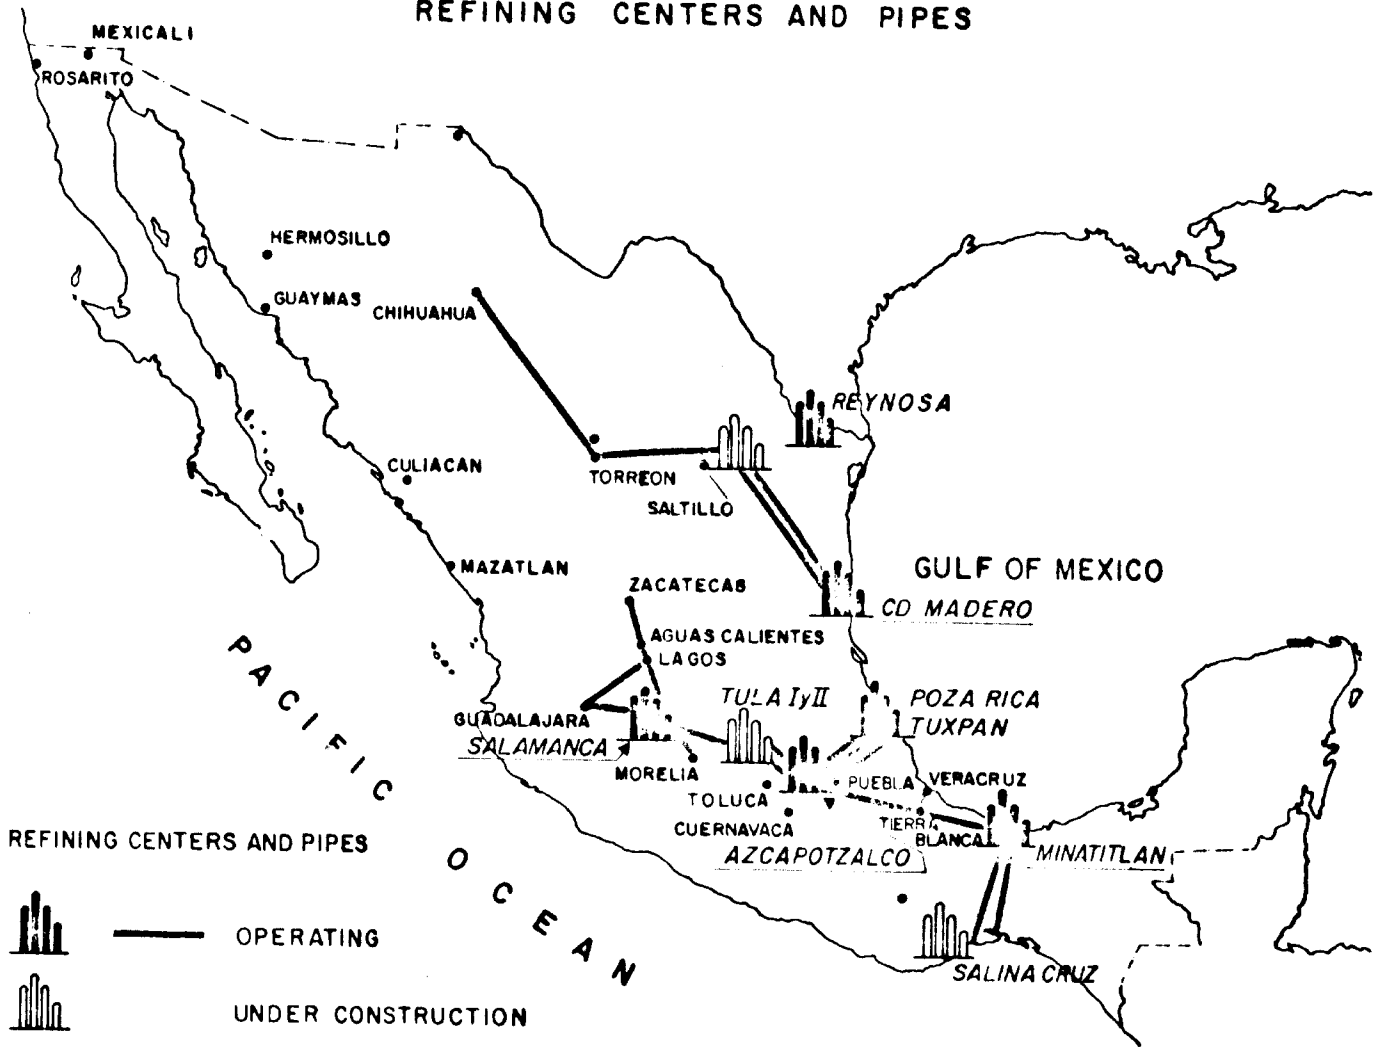 REFINING CENTERS AND PIPES
MEXICALI
ROSARITO
HERMOSILLO
GUAYMAS
CHIHUAHUA
REYNOSA
CULIACAN
TORREON
SALTILLO
MAZATLAN
GULF OF MEXICO
ZACATECAS
CD MADERO
AGUAS CALIENTES
LAGOS
TULA IyII
POZA RICA
TUXPAN
GUADALAJARA
SALAMANCA
MORELIA
PUEBLA
VERACRUZ
TOLUCA
CUERNAVACA
TIERRA
BLANCA
AZCAPOTZALCO
MINATITLAN
PACIFIC OCEAN
SALINA CRUZ
REFINING CENTERS AND PIPES
OPERATING
UNDER CONSTRUCTION